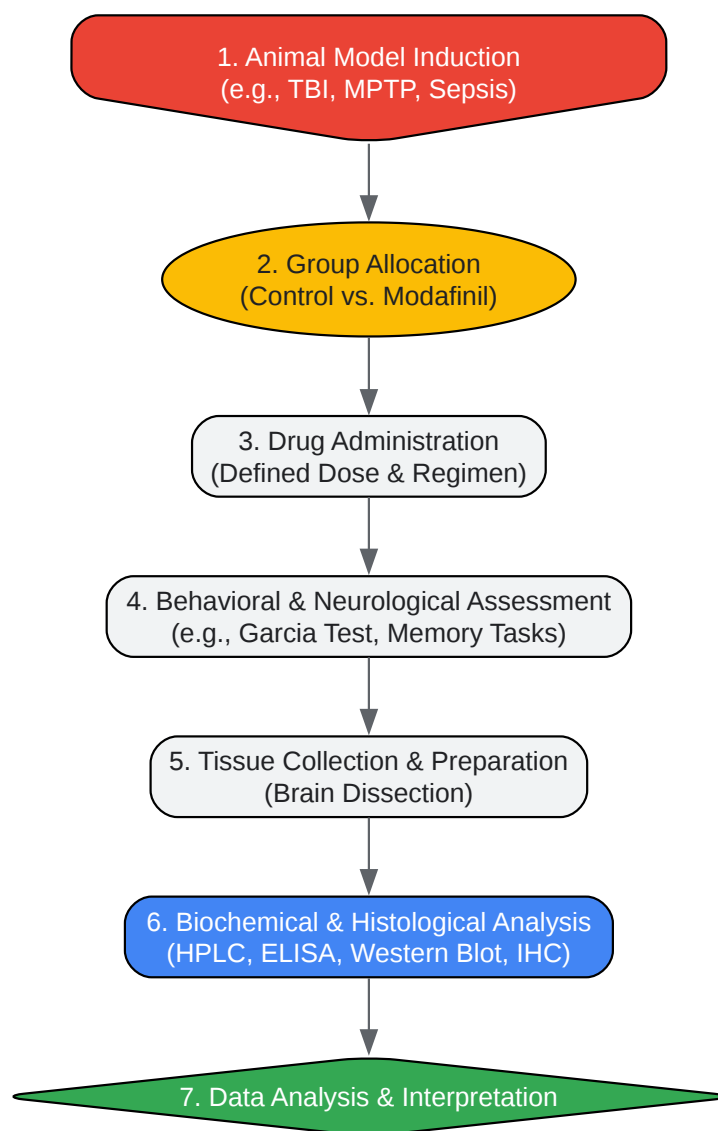 1. Animal Model Induction
(e.g., TBI, MPTP, Sepsis)
2. Group Allocation
(Control vs. Modafinil)
3. Drug Administration
(Defined Dose & Regimen)
4. Behavioral & Neurological Assessment
(e.g., Garcia Test, Memory Tasks)
5. Tissue Collection & Preparation
(Brain Dissection)
6. Biochemical & Histological Analysis
(HPLC, ELISA, Western Blot, IHC)
7. Data Analysis & Interpretation